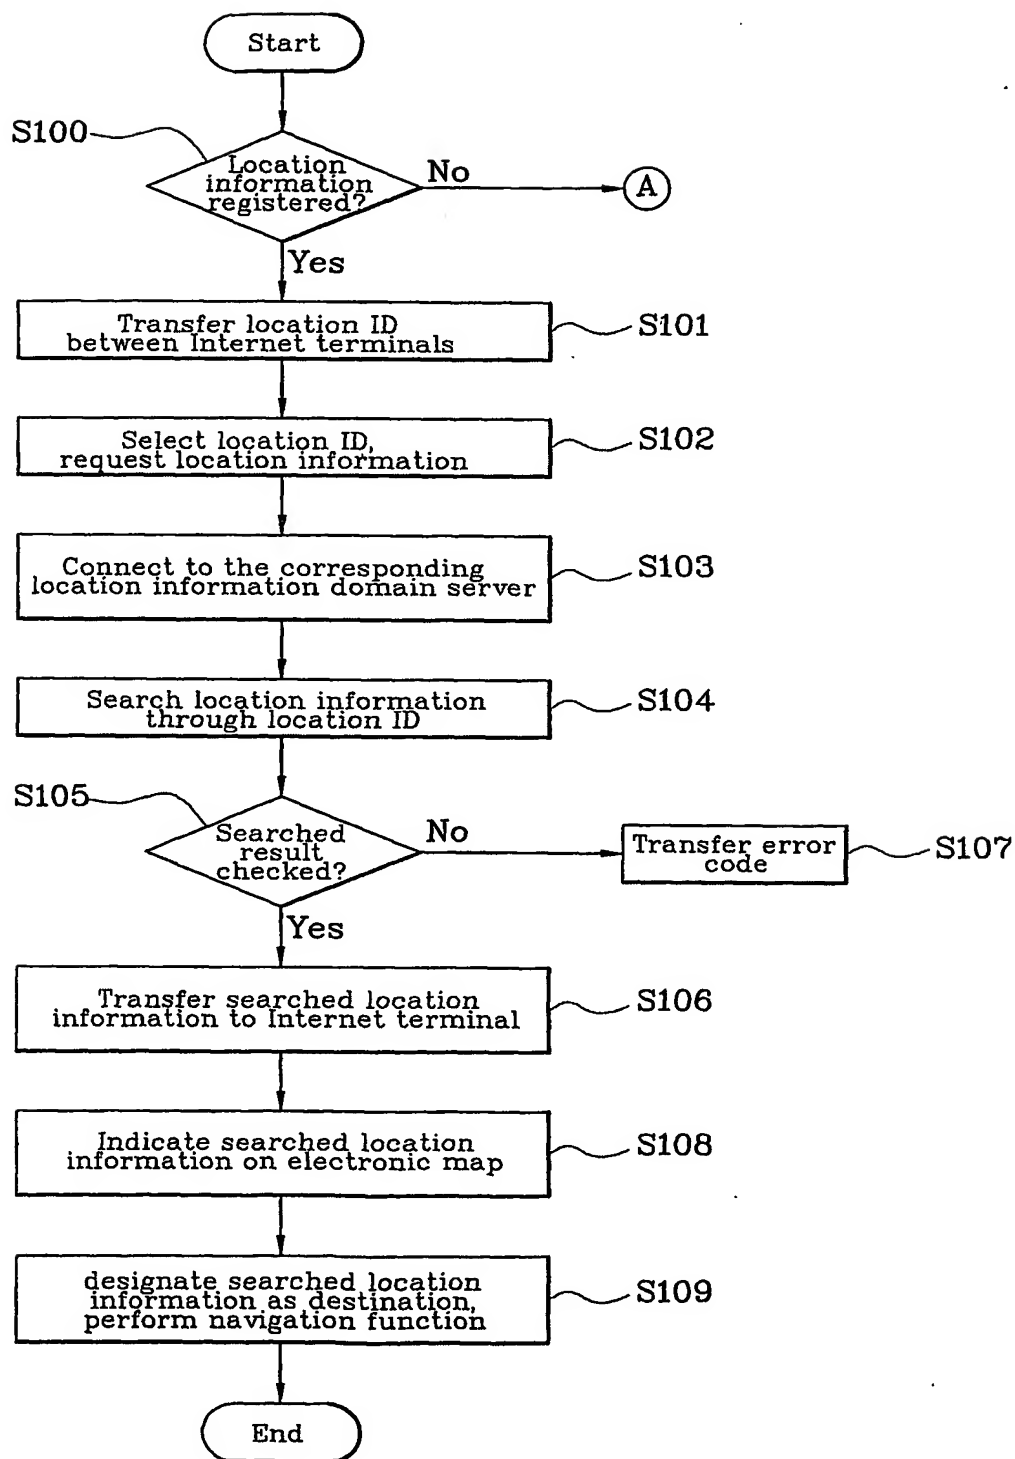 Start
S100
Location
information
registered?
No
A
Yes
Transfer location ID
between Internet terminals
S101
Select location ID,
request location information
S102
Connect to the corresponding
location information domain server
S103
Search location information
through location ID
S104
S105
Searched
result
checked?
No
Transfer error
code
S107
Yes
Transfer searched location
information to Internet terminal
S106
Indicate searched location
information on electronic map
S108
designate searched location
information as destination,
perform navigation function
S109
End